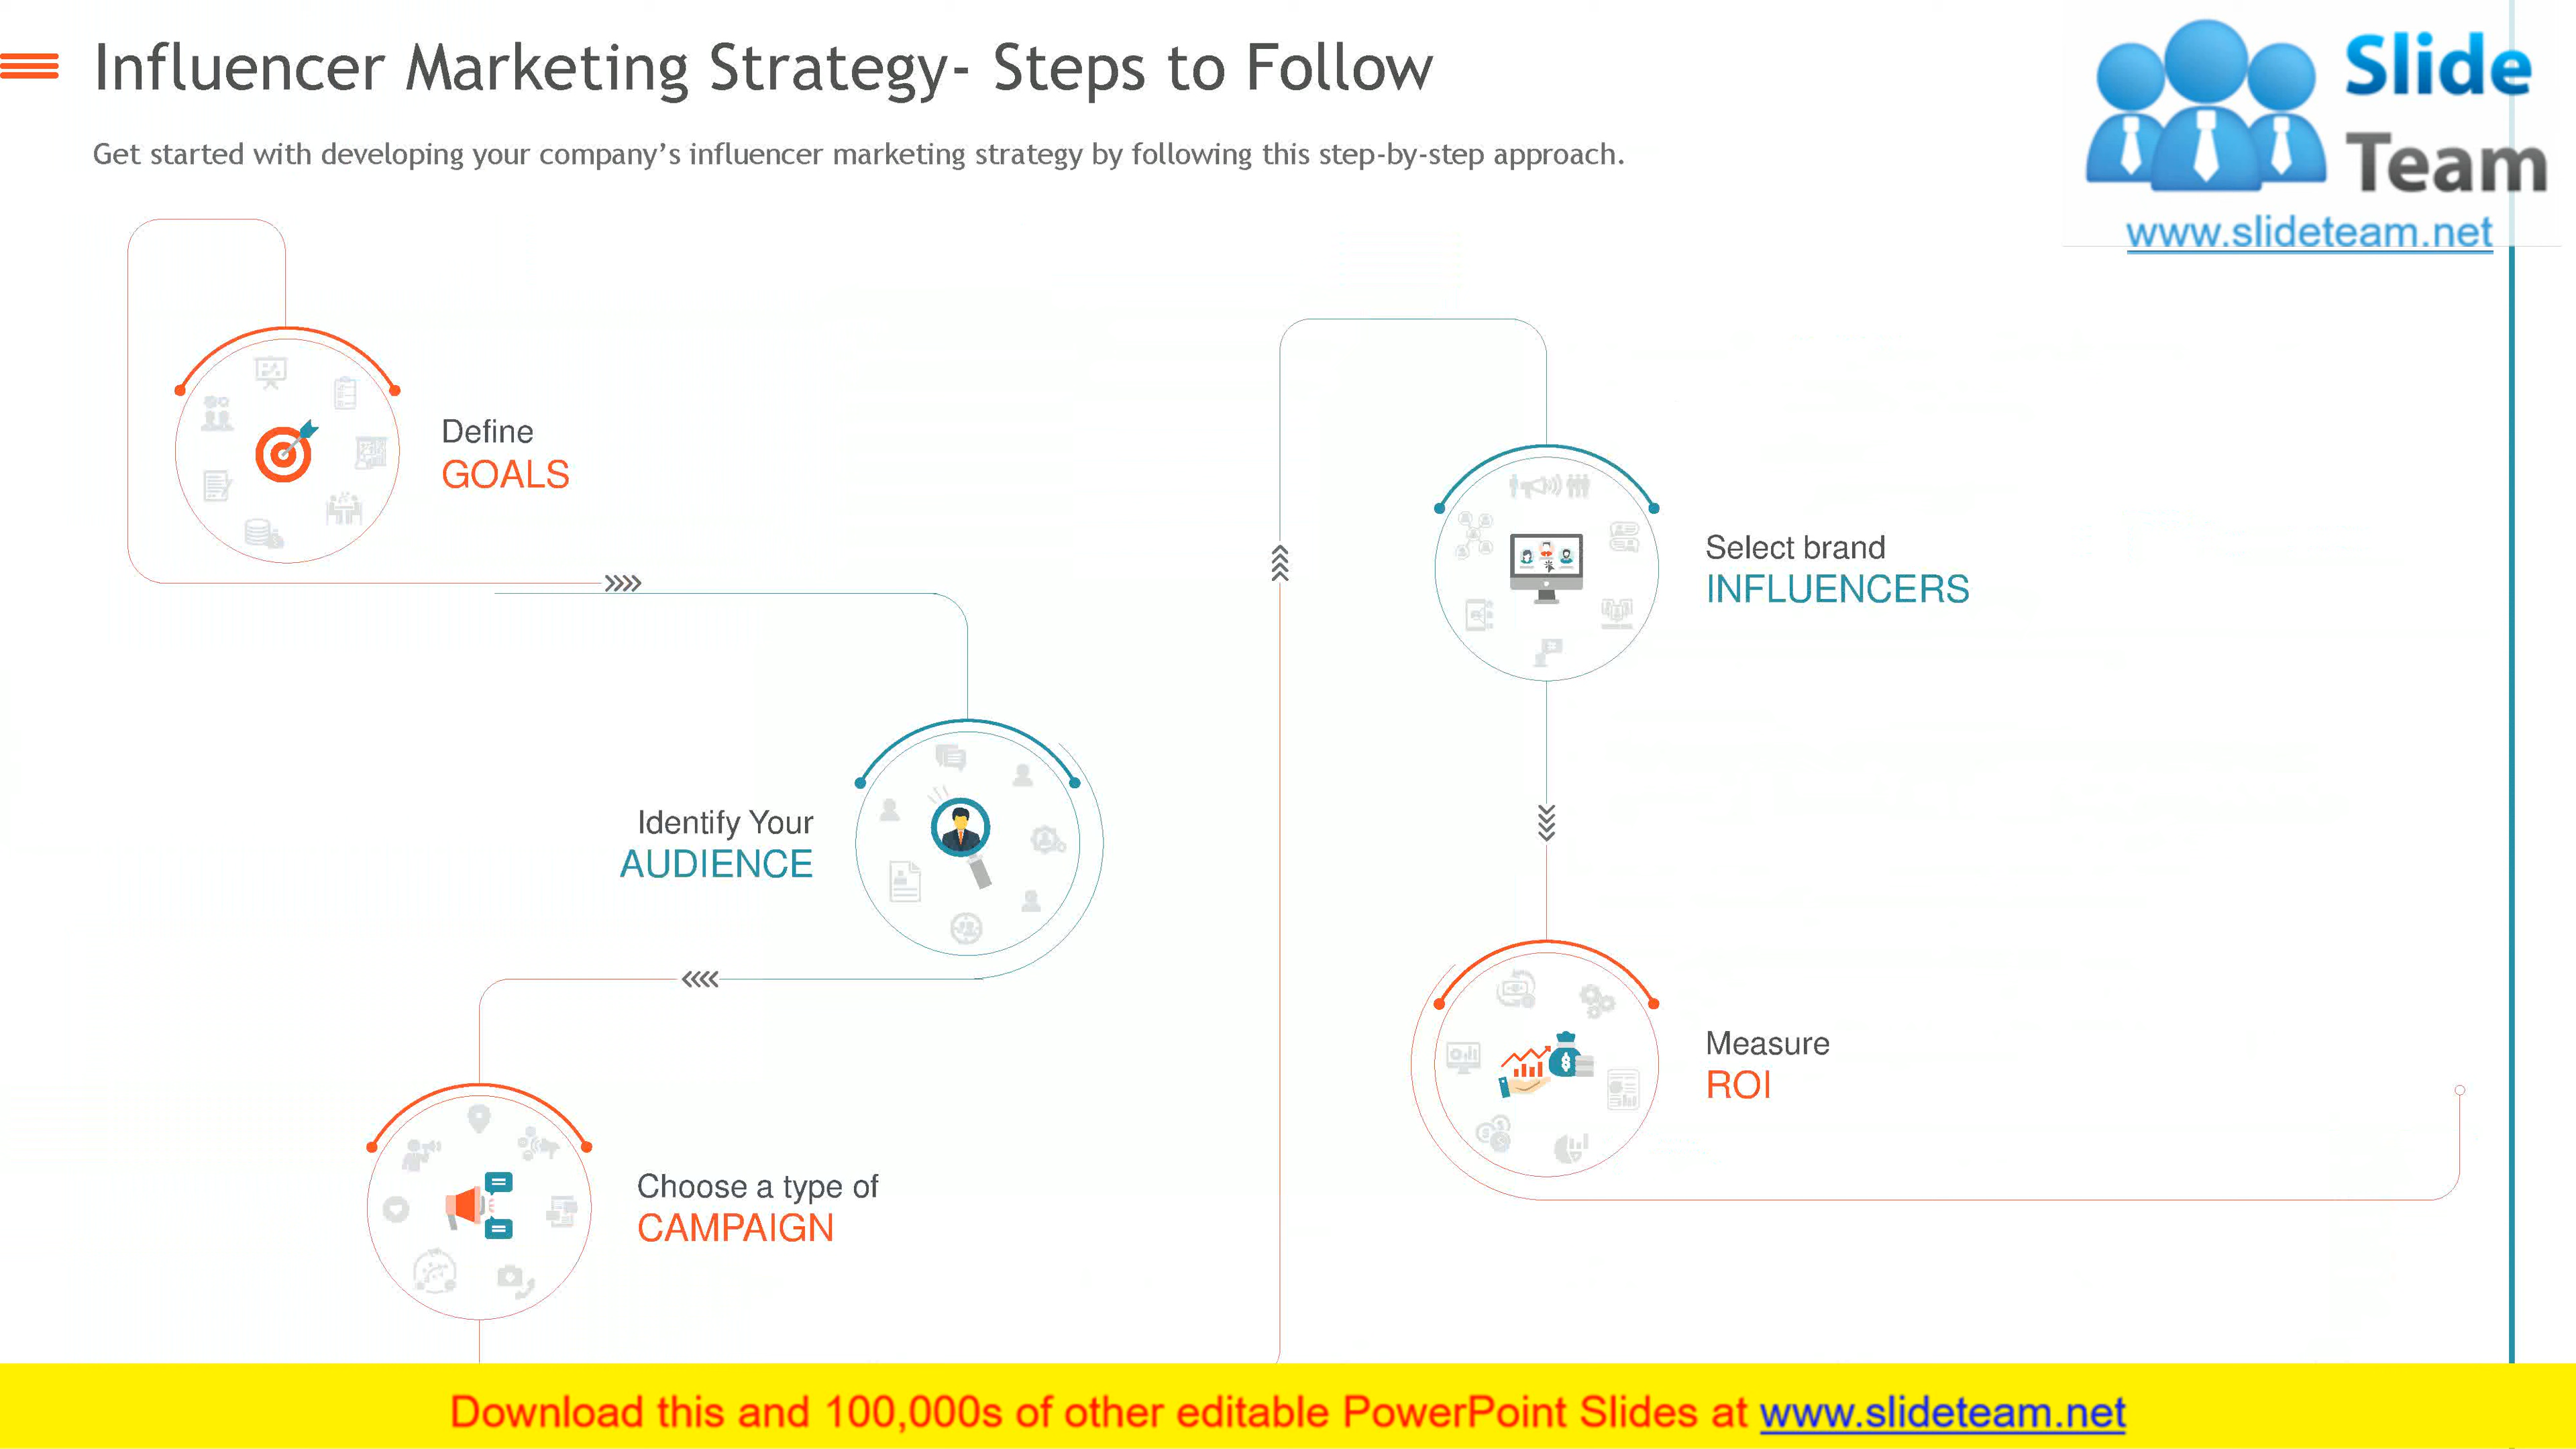 Influencer Marketing Strategy- Steps to Follow
Get started with developing your company’s influencer marketing strategy by following this step-by-step approach.
Slide
Team
www.slideteam.net
Define
GOALS
Identify Your
AUDIENCE
Choose a type of
CAMPAIGN
Select brand
INFLUENCERS
Measure
ROI
Download this and 100,000s of other editable PowerPoint Slides at www.slideteam.net